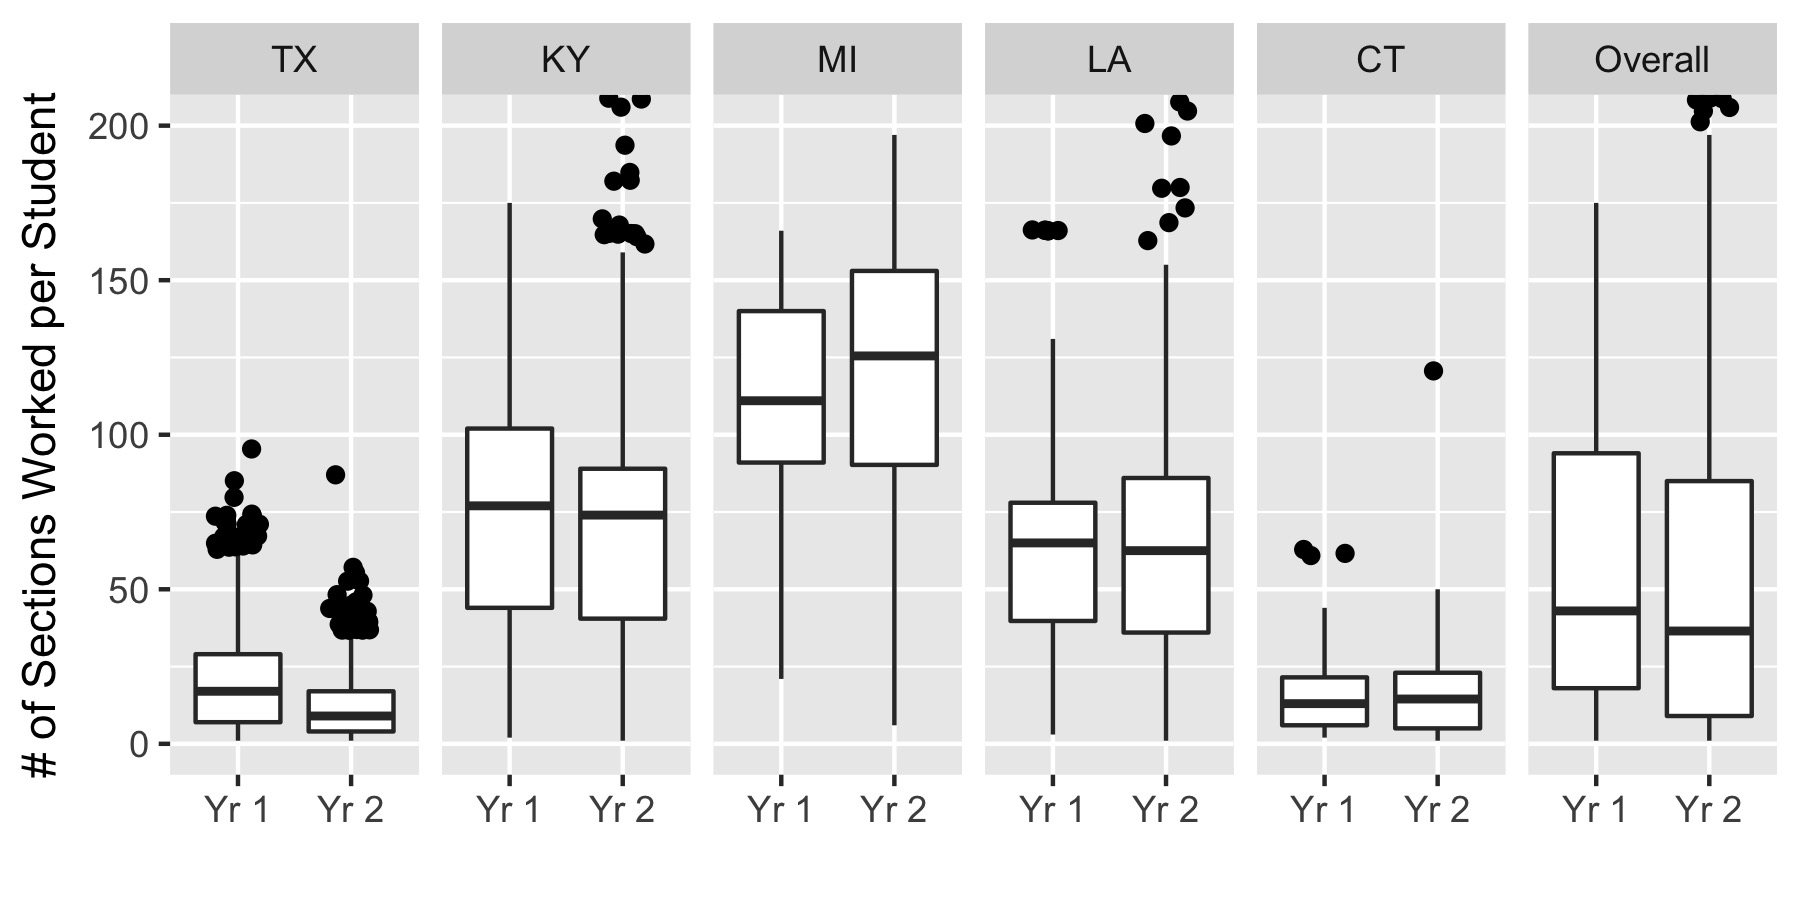 TX KY MI LA CT Overall
# of Sections Worked per Student
200
150
100
50
0
Yr 1 Yr 2 Yr 1 Yr 2 Yr 1 Yr 2 Yr 1 Yr 2 Yr 1 Yr 2 Yr 1 Yr 2